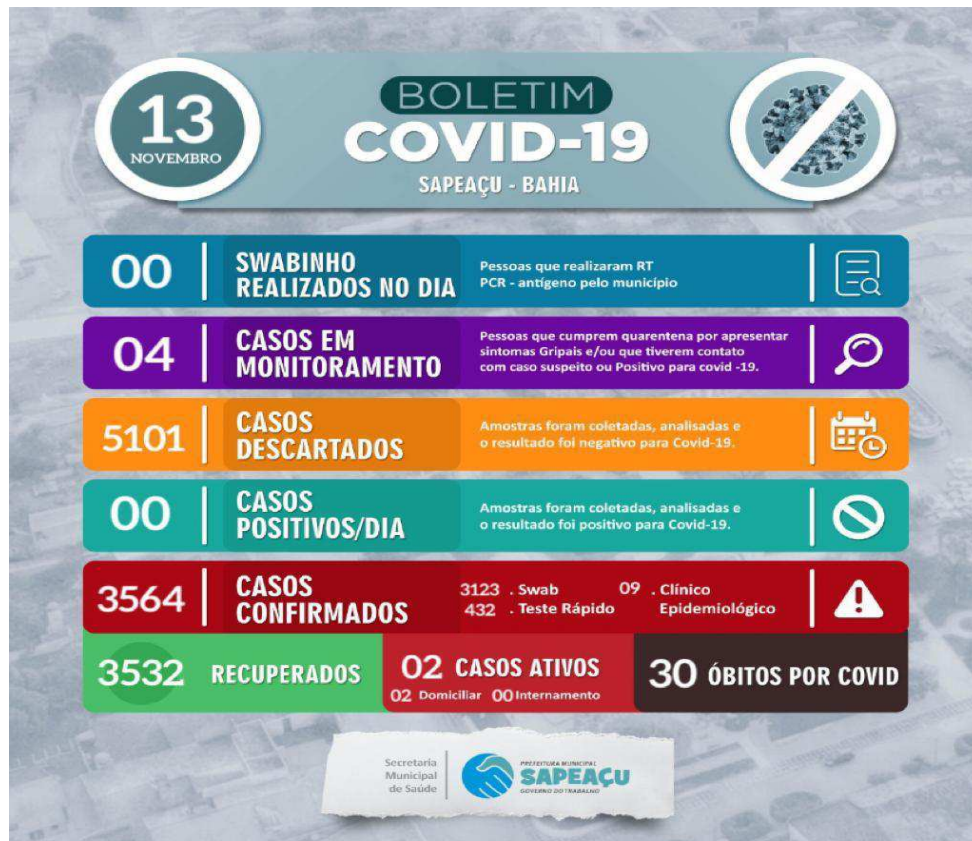 13
NOVEMBRO
BOLETIM
COVID-19
SAPEAÇU - BAHIA
00
SWABINHO
REALIZADOS NO DIA
Pessoas que realizaram RT
PCR - antígeno pelo município
04
CASOS EM
MONITORAMENTO
Pessoas que cumprem quarentena por apresentar
sintomas Gripais e/ou que tiverem contato
com caso suspeito ou Positivo para covid -19.
5101
CASOS
DESCARTADOS
Amostras foram coletadas, analisadas e
o resultado foi negativo para Covid-19.
00
CASOS
POSITIVOS/DIA
Amostras foram coletadas, analisadas e
o resultado foi positivo para Covid-19.
3564
CASOS
CONFIRMADOS
3123 . Swab
432 . Teste Rápido
09 . Clínico
Epidemiológico
3532 RECUPERADOS
02 CASOS ATIVOS
02 Domiciliar 00 Internamento
30 ÓBITOS POR COVID
Secretaria
Municipal
de Saúde
PREFEITURA MUNICIPAL
SAPEAÇU
GOVERNO DO TRABALHO